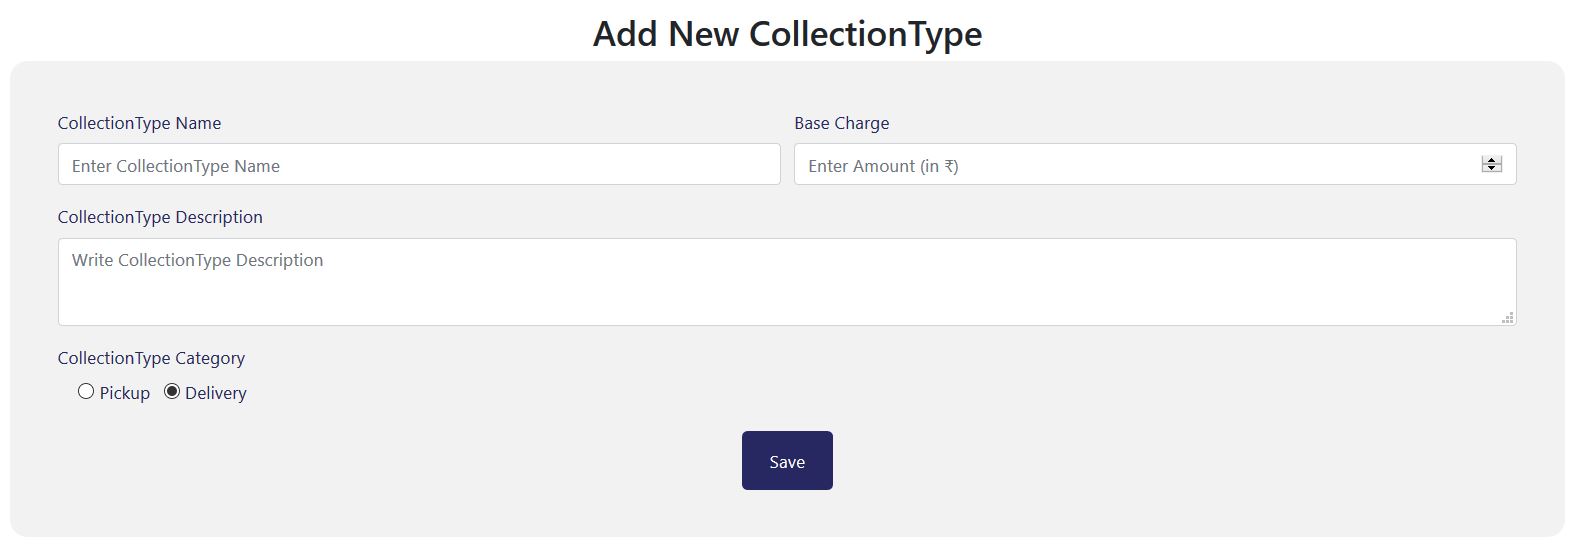 Add New CollectionType
CollectionType Name
Base Charge
Enter CollectionType Name
Enter Amount (in ₹)
CollectionType Description
Write CollectionType Description
CollectionType Category
Pickup Delivery
Save